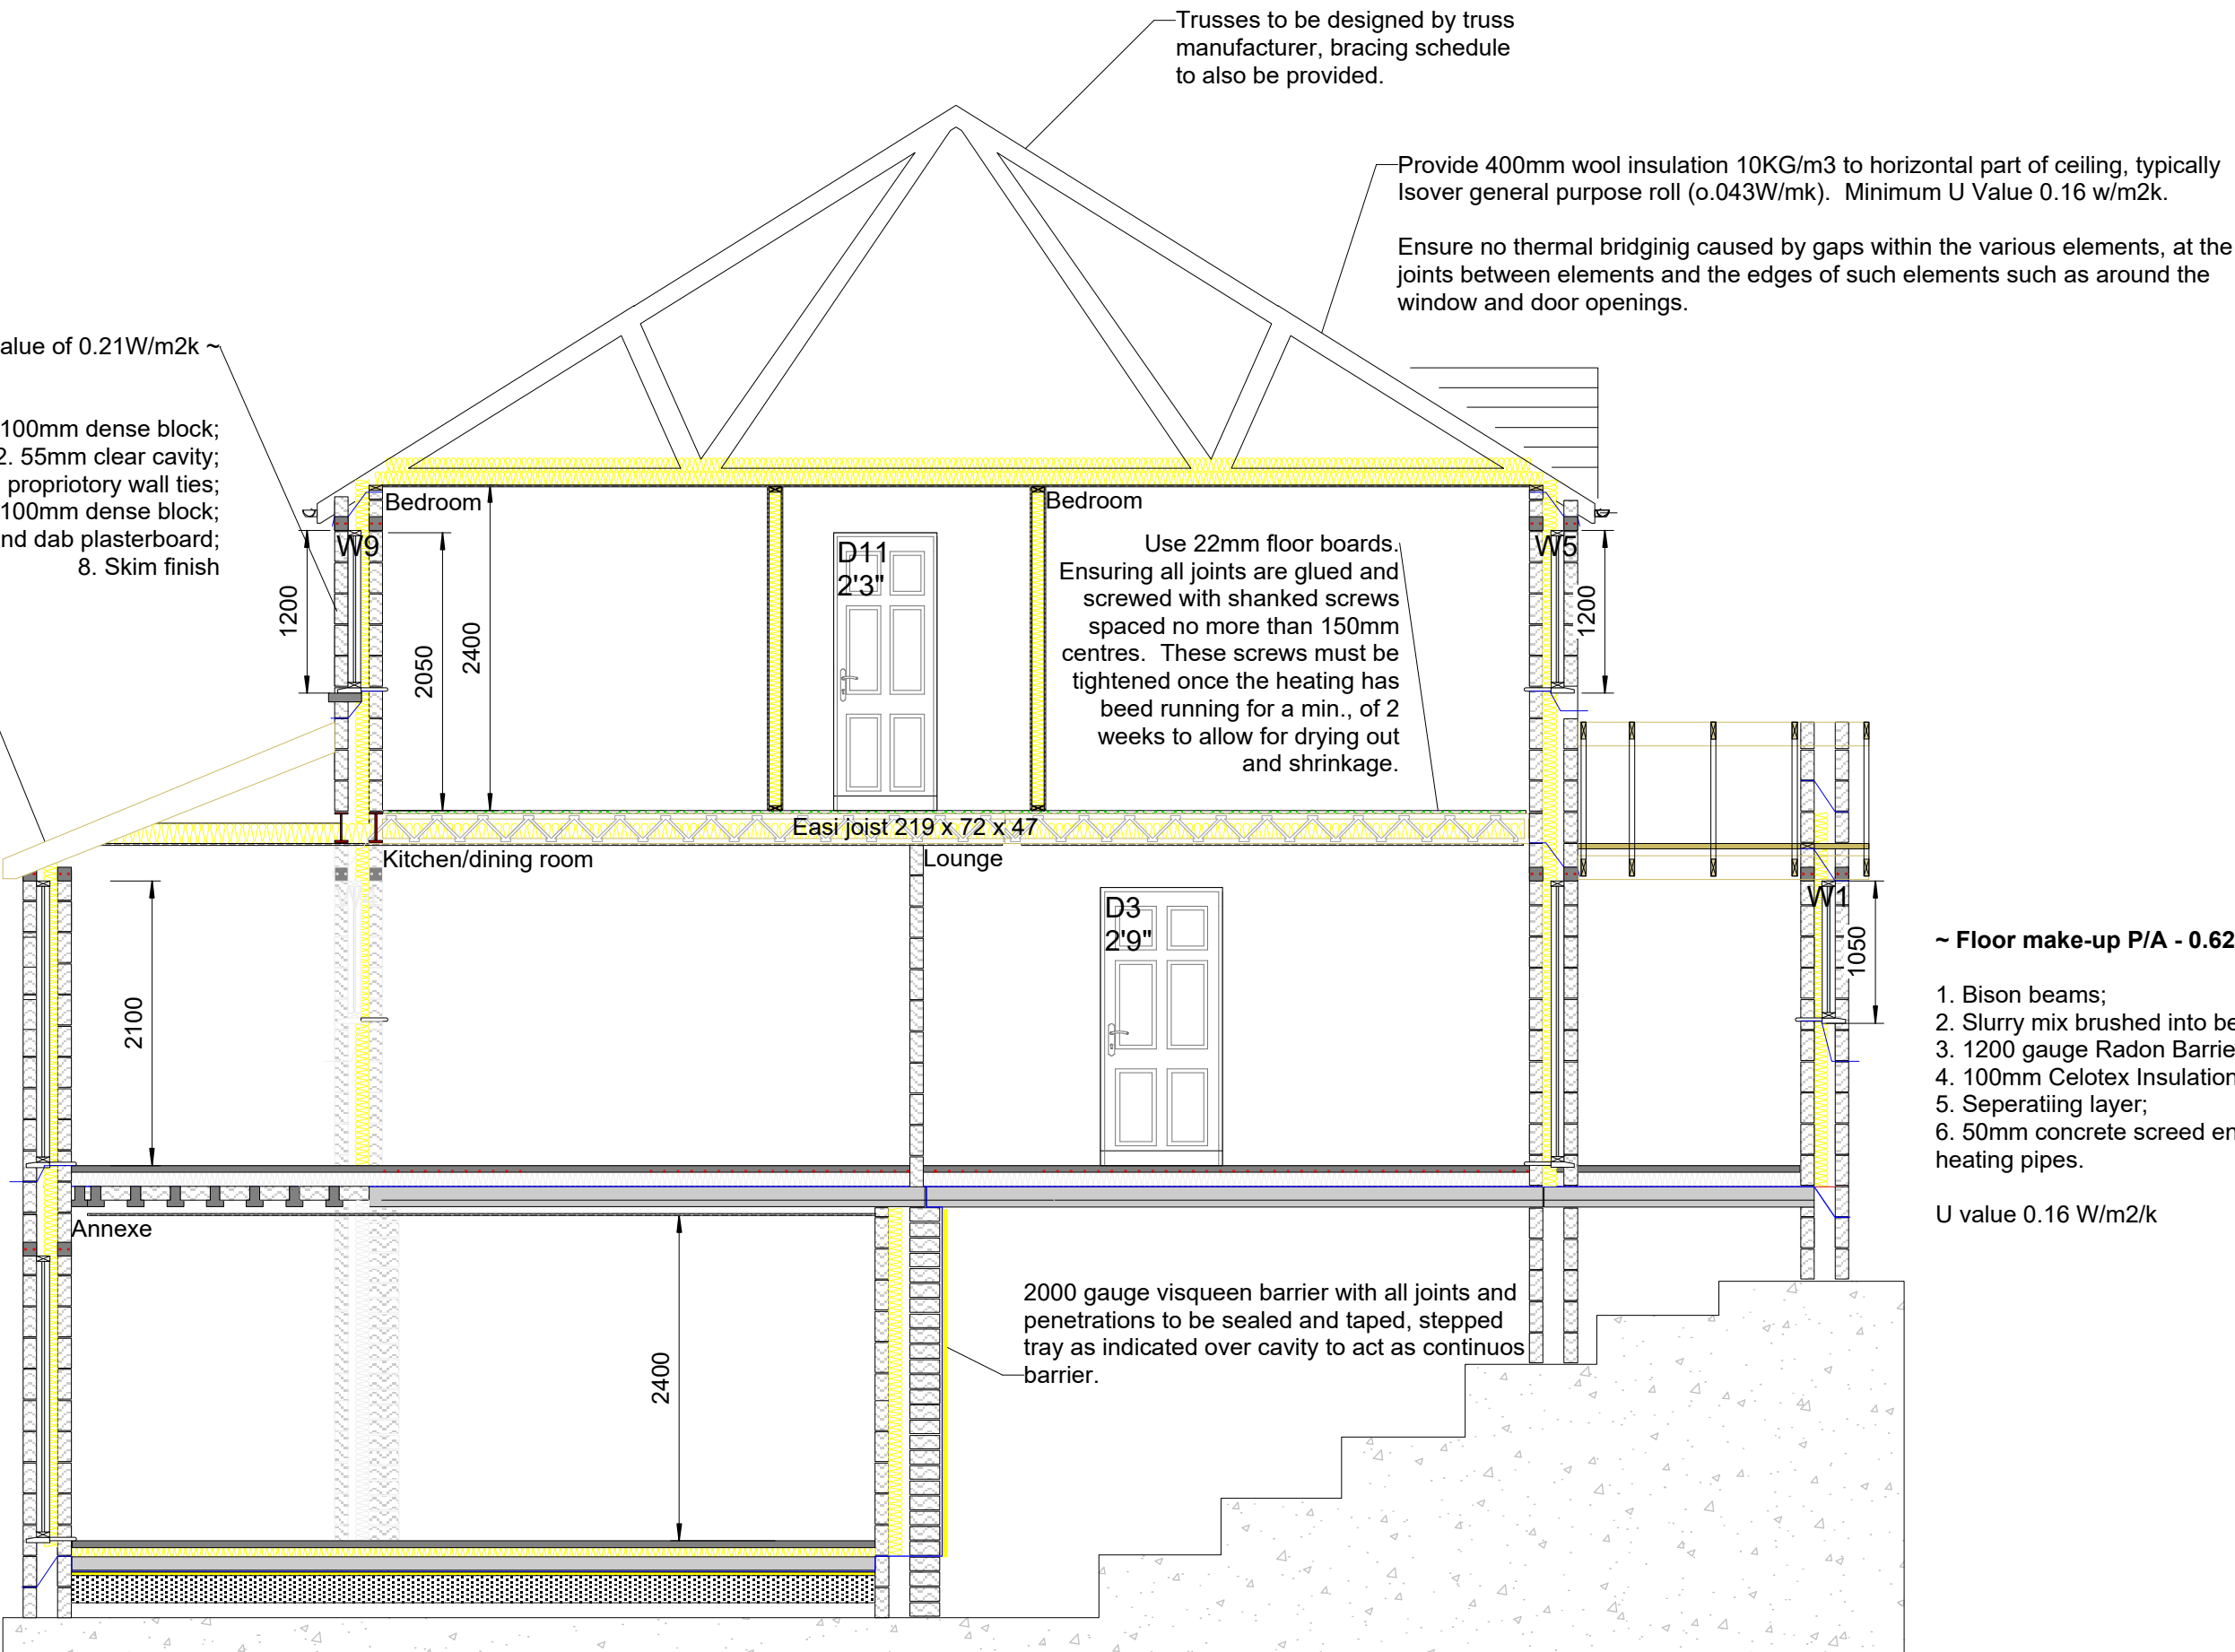 Trusses to be designed by truss
manufacturer, bracing schedule
to also be provided.
Provide 400mm wool insulation 10KG/m3 to horizontal part of ceiling, typically
Isover general purpose roll (o.043W/mk).  Minimum U Value 0.16 w/m2k.
Ensure no thermal bridginig caused by gaps within the various elements, at the
joints between elements and the edges of such elements such as around the
window and door openings.
alue of 0.21W/m2k ~
100mm dense block;
2. 55mm clear cavity;
propriotory wall ties;
100mm dense block;
nd dab plasterboard;
8. Skim finish
Bedroom
Bedroom
W9
D11
2'3"
W5
Use 22mm floor boards.
Ensuring all joints are glued and
screwed with shanked screws
spaced no more than 150mm
centres.  These screws must be
tightened once the heating has
beed running for a min., of 2
weeks to allow for drying out
and shrinkage.
1200
2050
2400
1200
Easi joist 219 x 72 x 47
Kitchen/dining room
Lounge
D3
2'9"
W1
1050
2100
~ Floor make-up P/A - 0.62
1. Bison beams;
2. Slurry mix brushed into be
3. 1200 gauge Radon Barrie
4. 100mm Celotex Insulation
5. Seperatiing layer;
6. 50mm concrete screed en
heating pipes.
U value 0.16 W/m2/k
Annexe
2400
2000 gauge visqueen barrier with all joints and
penetrations to be sealed and taped, stepped
tray as indicated over cavity to act as continuos
barrier.